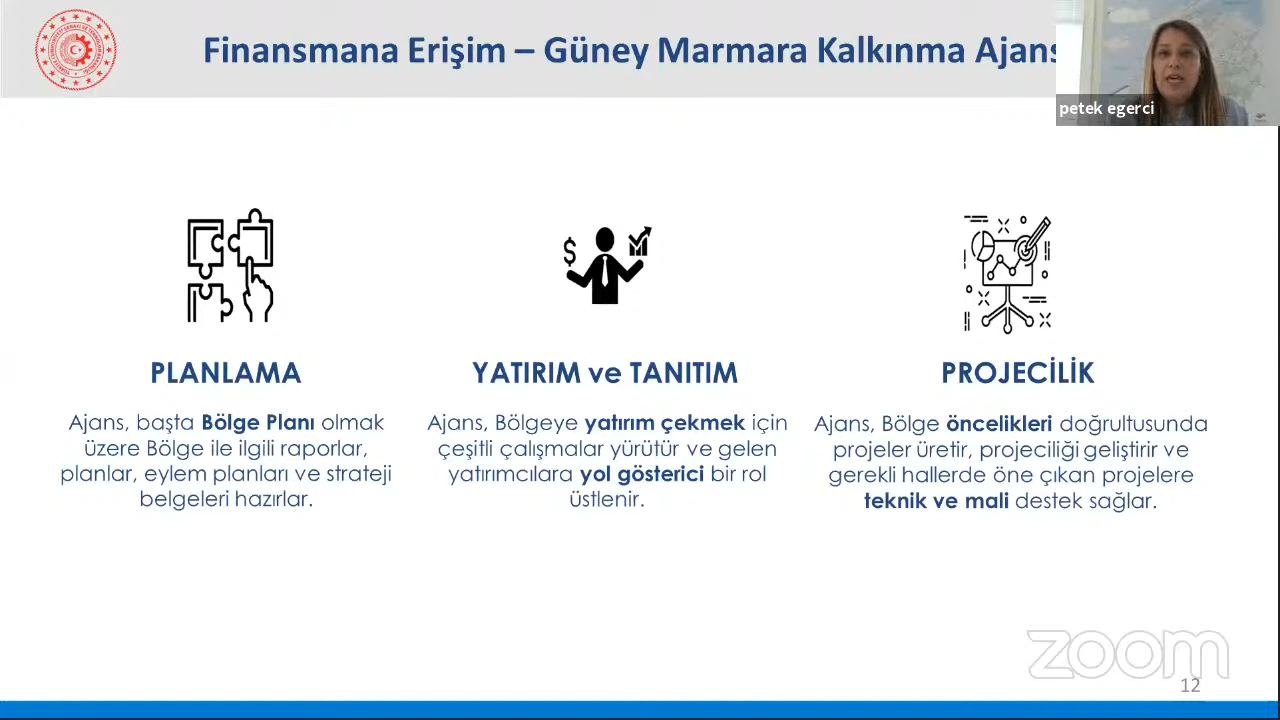 Finansmana Erişim – Güney Marmara Kalkınma Ajans
petek egerci
PLANLAMA
Ajans, başta Bölge Planı olmak
üzere Bölge ile ilgili raporlar,
planlar, eylem planları ve strateji
belgeleri hazırlar.
YATIRIM ve TANITIM
Ajans, Bölgeye yatırım çekmek için
çeşitli çalışmalar yürütür ve gelen
yatırımcılara yol gösterici bir rol
üstlenir.
PROJECİLİK
Ajans, Bölge öncelikleri doğrultusunda
projeler üretir, projeciliği geliştirir ve
gerekli hallerde öne çıkan projelere
teknik ve mali destek sağlar.
zoom
12